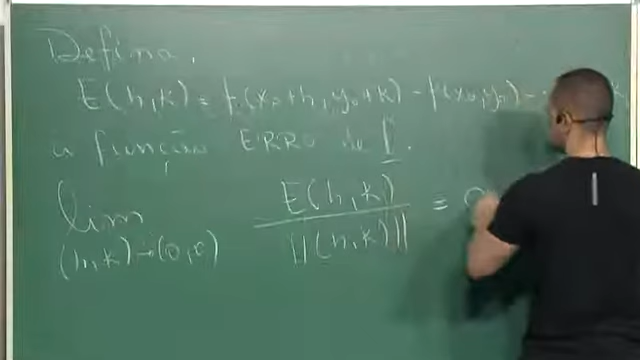 Defina.
E(h,k) = f(x₀+h, y₀+k) - f(x₀,y₀) -
a função ERRO de f.
lim E(h,k) = 0
(h,k)→(0,0) ||(h,k)||